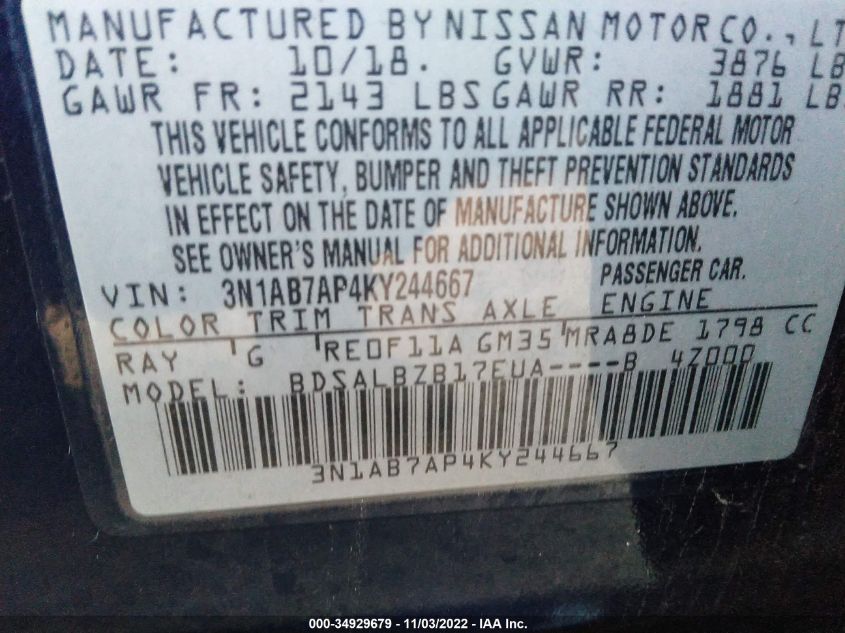 MANUFACTURED BY NISSAN MOTOR CO., LT
DATE: 10/18. GVWR: 3876 LB
GAWR FR: 2143 LBS GAWR RR: 1881 LB
THIS VEHICLE CONFORMS TO ALL APPLICABLE FEDERAL MOTOR
VEHICLE SAFETY, BUMPER AND THEFT PREVENTION STANDARDS
IN EFFECT ON THE DATE OF MANUFACTURE SHOWN ABOVE.
SEE OWNER'S MANUAL FOR ADDITIONAL INFORMATION.
VIN: 3N1AB7AP4KY244667 PASSENGER CAR.
COLOR TRIM TRANS AXLE ENGINE
RAY G RE0F11A GM35 MRA8DE 1798 CC
MODEL: BDSALBZB17EUA----B 4Z000
3N1AB7AP4KY244667
000-34929679 - 11/03/2022 - IAA Inc.